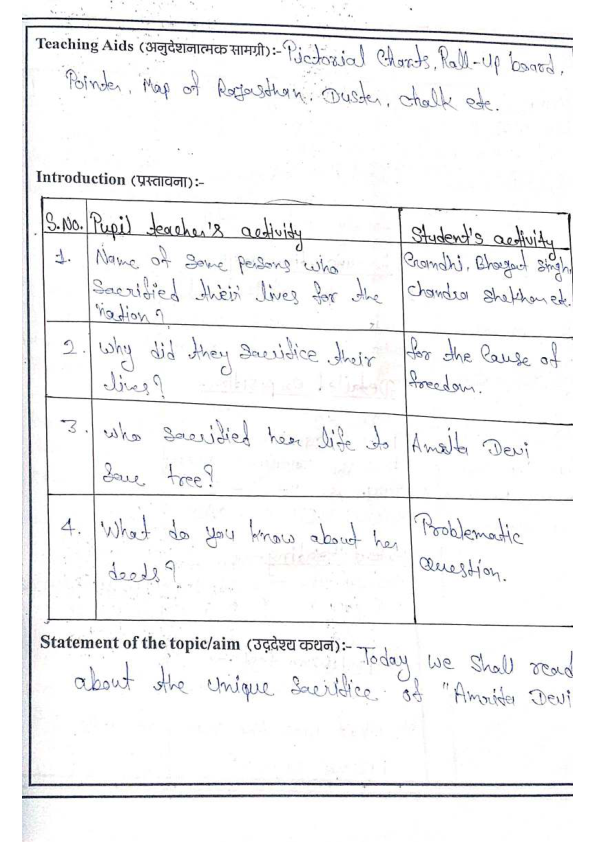 Teaching Aids (अनुदेशनात्मक सामग्री):- Pictorial Charts, Roll-Up board,
Pointer, Map of Rajasthan, Duster, chalk etc.
Introduction (प्रस्तावना):-
S.No. Pupil teacher's activity Student's activity
1. Name of some persons who Gandhi, Bhagat singh,
sacrified their lives for the Chandra shekhar etc.
nation?
2. Why did they sacrifice their for the Cause of
lives? freedom.
3. who sacrified her life to Amrita Devi
save tree?
4. What do you know about her Problematic
deeds? Question.
Statement of the topic/aim (उद्देश्य कथन):- Today we shall read
about the unique sacrifice of "Amrita Devi